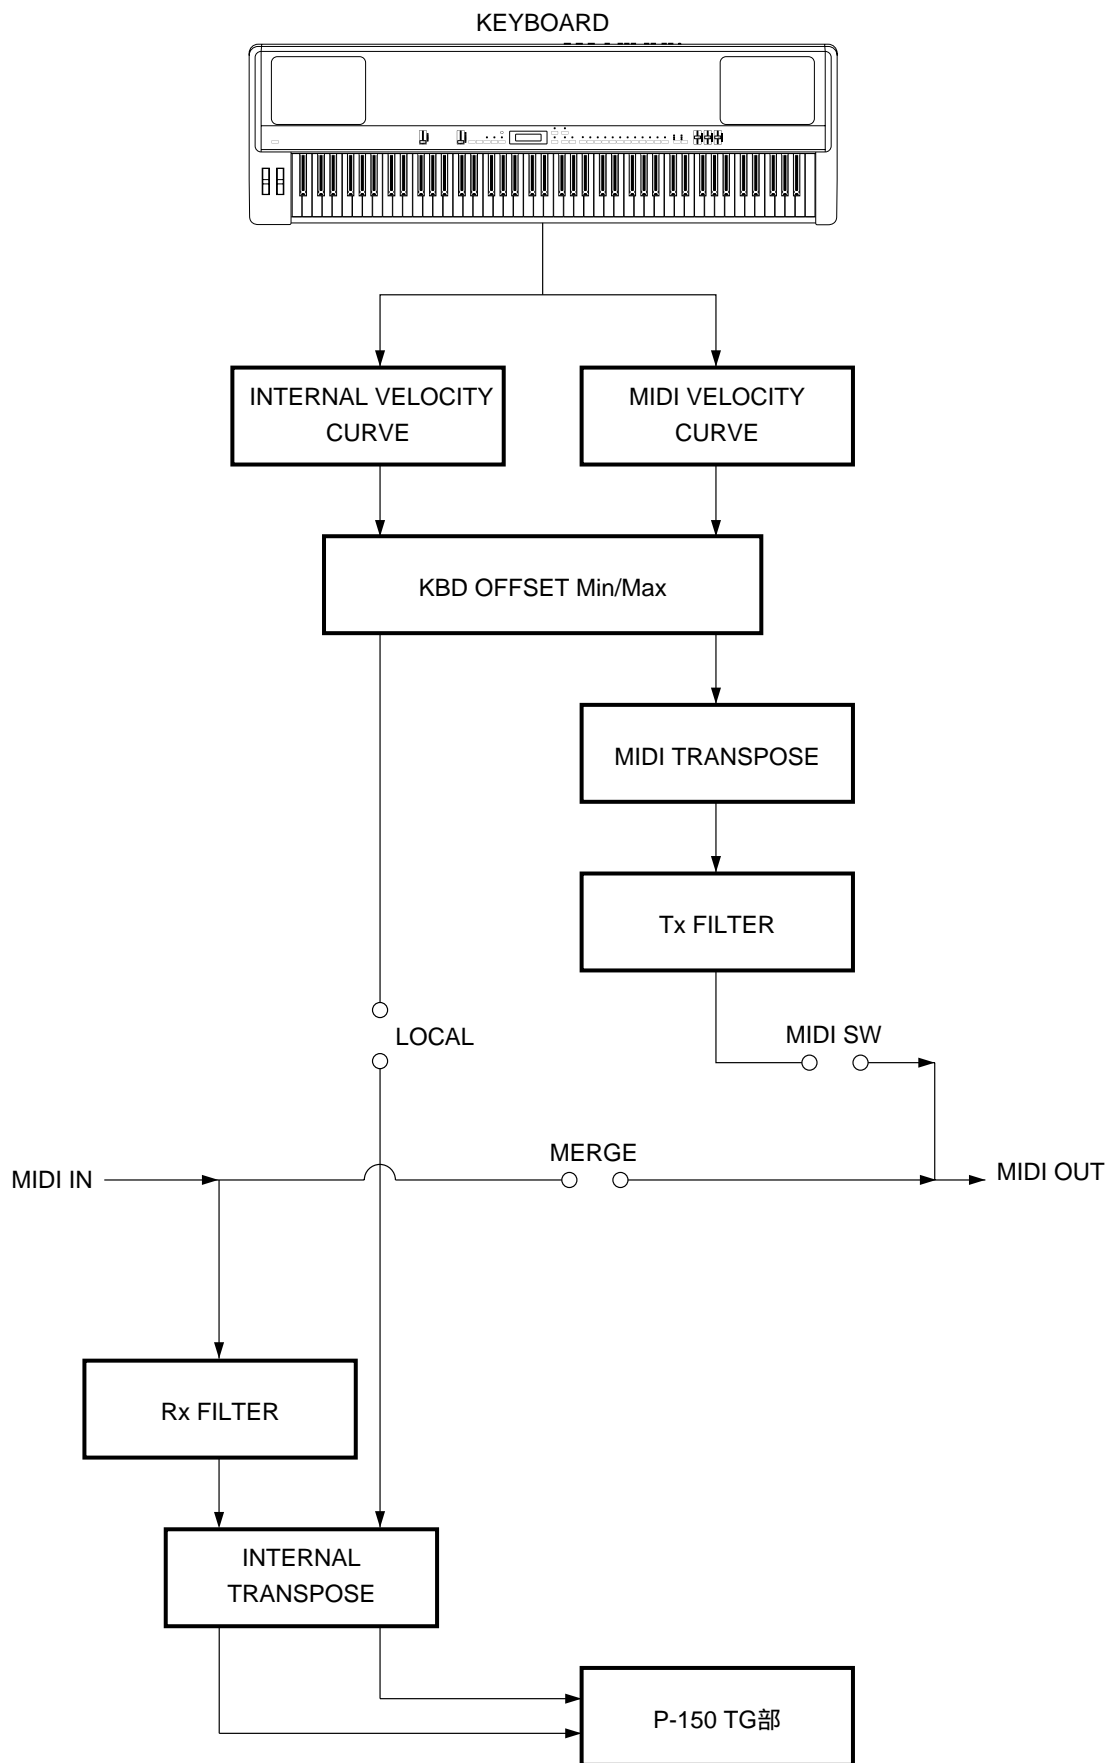 KEYBOARD
INTERNAL VELOCITY
CURVE
MIDI VELOCITY
CURVE
KBD OFFSET Min/Max
MIDI TRANSPOSE
Tx FILTER
LOCAL
MIDI SW
MERGE
MIDI IN
MIDI OUT
Rx FILTER
INTERNAL
TRANSPOSE
P-150 TG部